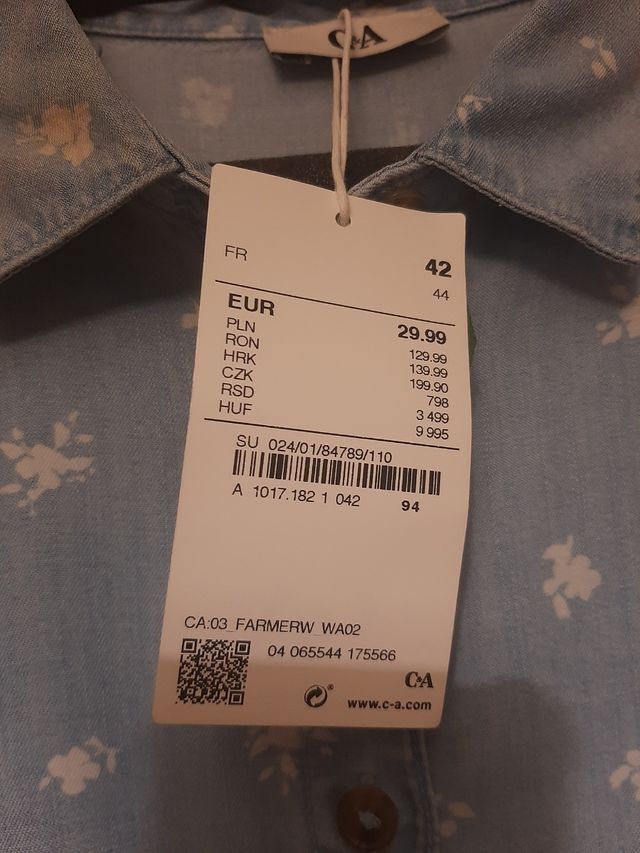 C&A
FR 42
44
EUR 29.99
PLN 129.99
RON 139.99
HRK 199.90
CZK 798
RSD 3 499
HUF 9 995
SU 024/01/84789/110
A 1017.182 1 042 94
CA:03_FARMERW_WA02
04 065544 175566
C&A
www.c-a.com